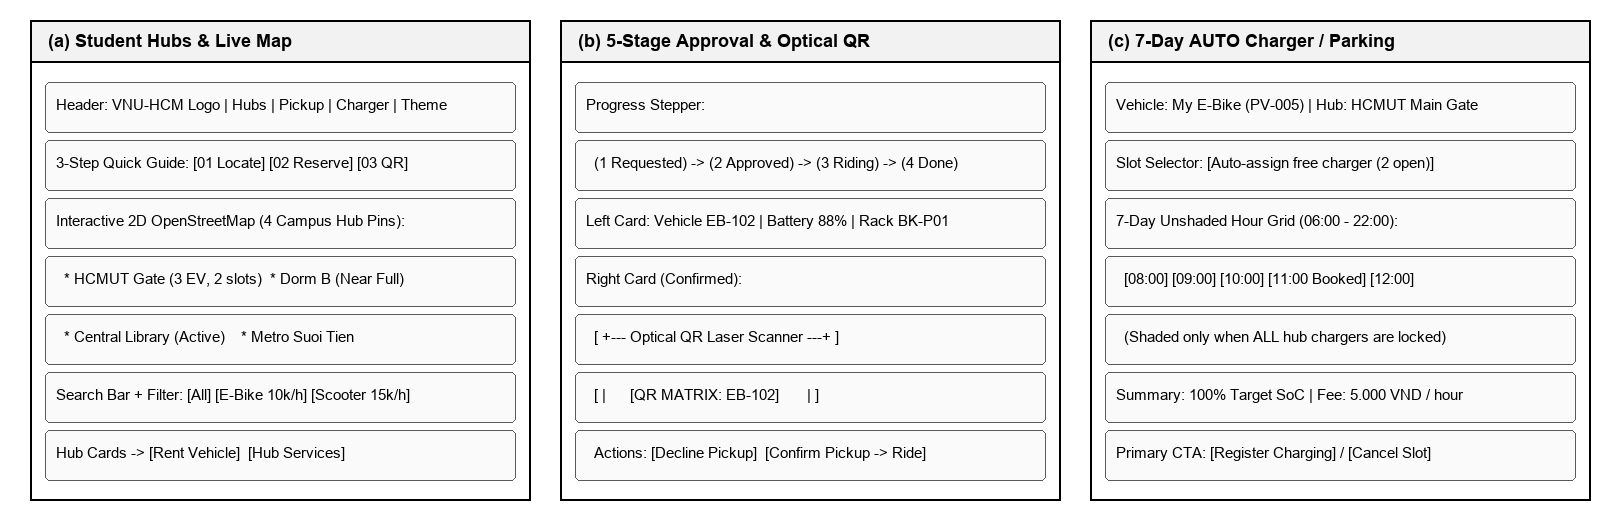 (a) Student Hubs & Live Map
Header: VNU-HCM Logo | Hubs | Pickup | Charger | Theme
3-Step Quick Guide: [01 Locate] [02 Reserve] [03 QR]
Interactive 2D OpenStreetMap (4 Campus Hub Pins):
* HCMUT Gate (3 EV, 2 slots)  * Dorm B (Near Full)
* Central Library (Active)    * Metro Suoi Tien
Search Bar + Filter: [All] [E-Bike 10k/h] [Scooter 15k/h]
Hub Cards -> [Rent Vehicle]  [Hub Services]
(b) 5-Stage Approval & Optical QR
Progress Stepper:
(1 Requested) -> (2 Approved) -> (3 Riding) -> (4 Done)
Left Card: Vehicle EB-102 | Battery 88% | Rack BK-P01
Right Card (Confirmed):
[ +--- Optical QR Laser Scanner ---+ ]
[ |      [QR MATRIX: EB-102]       | ]
Actions: [Decline Pickup]  [Confirm Pickup -> Ride]
(c) 7-Day AUTO Charger / Parking
Vehicle: My E-Bike (PV-005) | Hub: HCMUT Main Gate
Slot Selector: [Auto-assign free charger (2 open)]
7-Day Unshaded Hour Grid (06:00 - 22:00):
[08:00] [09:00] [10:00] [11:00 Booked] [12:00]
(Shaded only when ALL hub chargers are locked)
Summary: 100% Target SoC | Fee: 5.000 VND / hour
Primary CTA: [Register Charging] / [Cancel Slot]